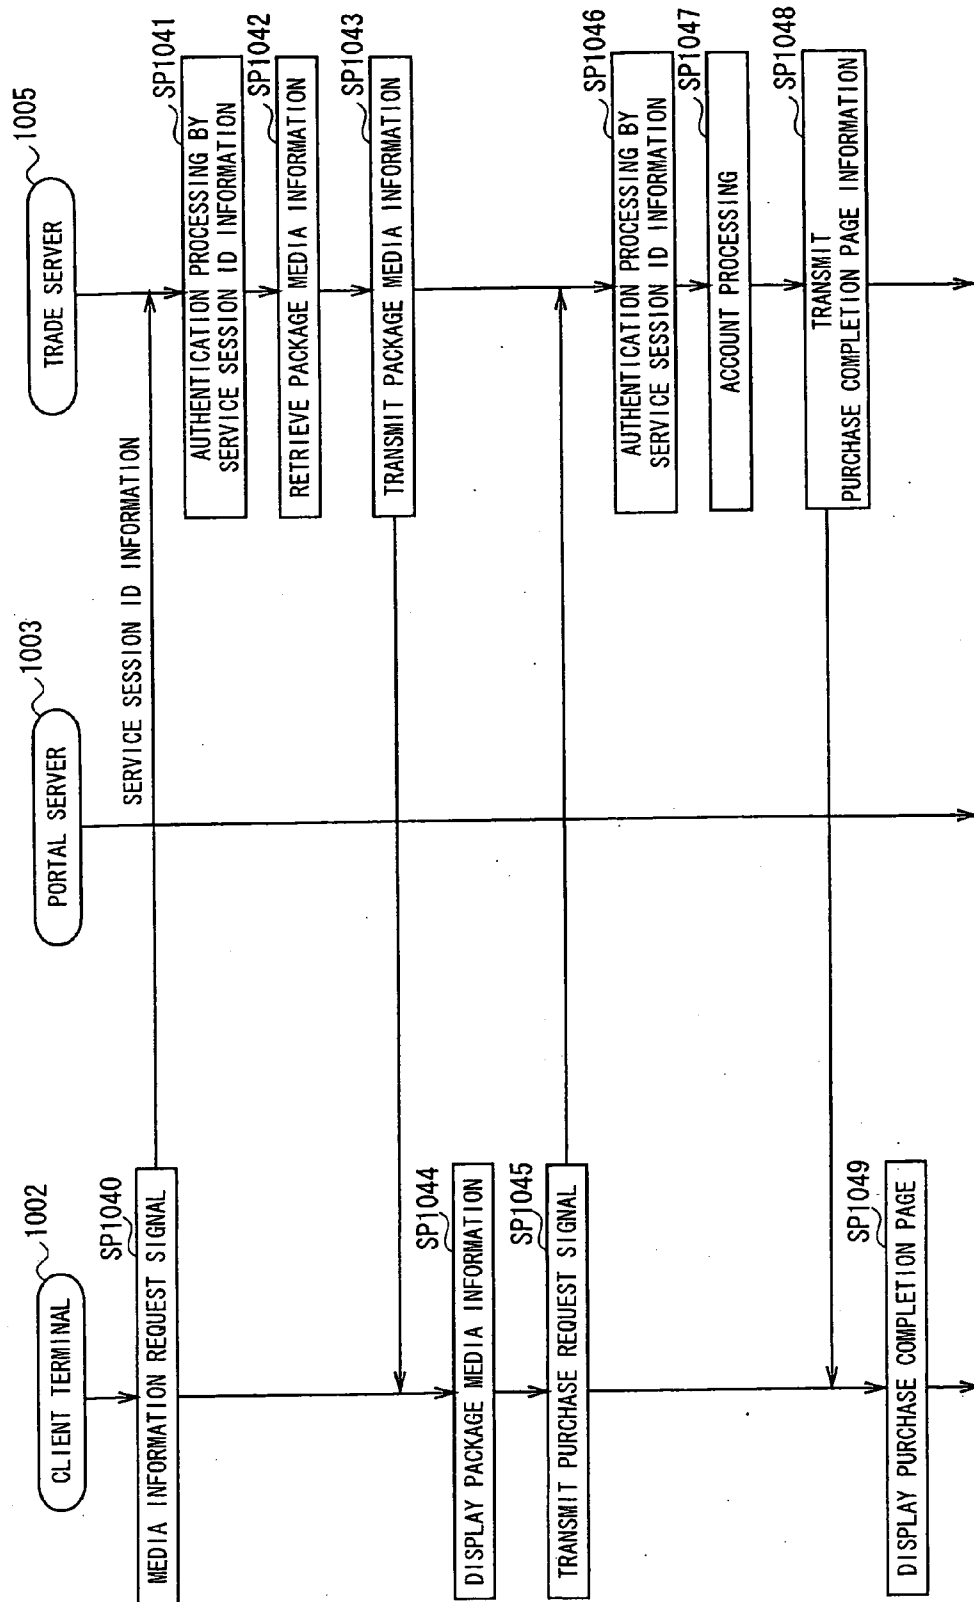 CLIENT TERMINAL
1002
PORTAL SERVER
1003
TRADE SERVER
1005
SP1040
MEDIA INFORMATION REQUEST SIGNAL
SERVICE SESSION ID INFORMATION
SP1041
AUTHENTICATION PROCESSING BY
SERVICE SESSION ID INFORMATION
SP1042
RETRIEVE PACKAGE MEDIA INFORMATION
SP1043
TRANSMIT PACKAGE MEDIA INFORMATION
SP1044
DISPLAY PACKAGE MEDIA INFORMATION
SP1045
TRANSMIT PURCHASE REQUEST SIGNAL
SP1046
AUTHENTICATION PROCESSING BY
SERVICE SESSION ID INFORMATION
SP1047
ACCOUNT PROCESSING
SP1048
TRANSMIT
PURCHASE COMPLETION PAGE INFORMATION
SP1049
DISPLAY PURCHASE COMPLETION PAGE